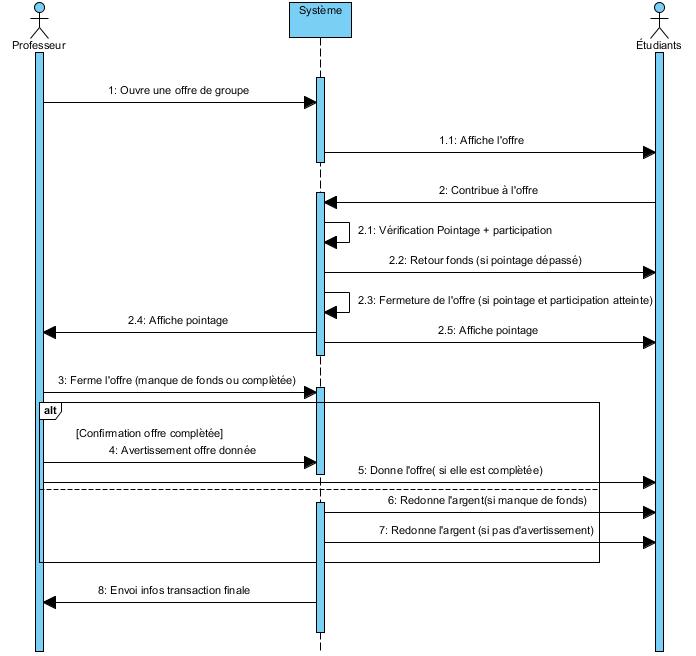 Système
Professeur
Étudiants
1: Ouvre une offre de groupe
1.1: Affiche l'offre
2: Contribue à l'offre
2.1: Vérification Pointage + participation
2.2: Retour fonds (si pointage dépassé)
2.3: Fermeture de l'offre (si pointage et participation atteinte)
2.4: Affiche pointage
2.5: Affiche pointage
3: Ferme l'offre (manque de fonds ou complètée)
alt
[Confirmation offre complètée]
4: Avertissement offre donnée
5: Donne l'offre( si elle est complètée)
6: Redonne l'argent(si manque de fonds)
7: Redonne l'argent (si pas d'avertissement)
8: Envoi infos transaction finale